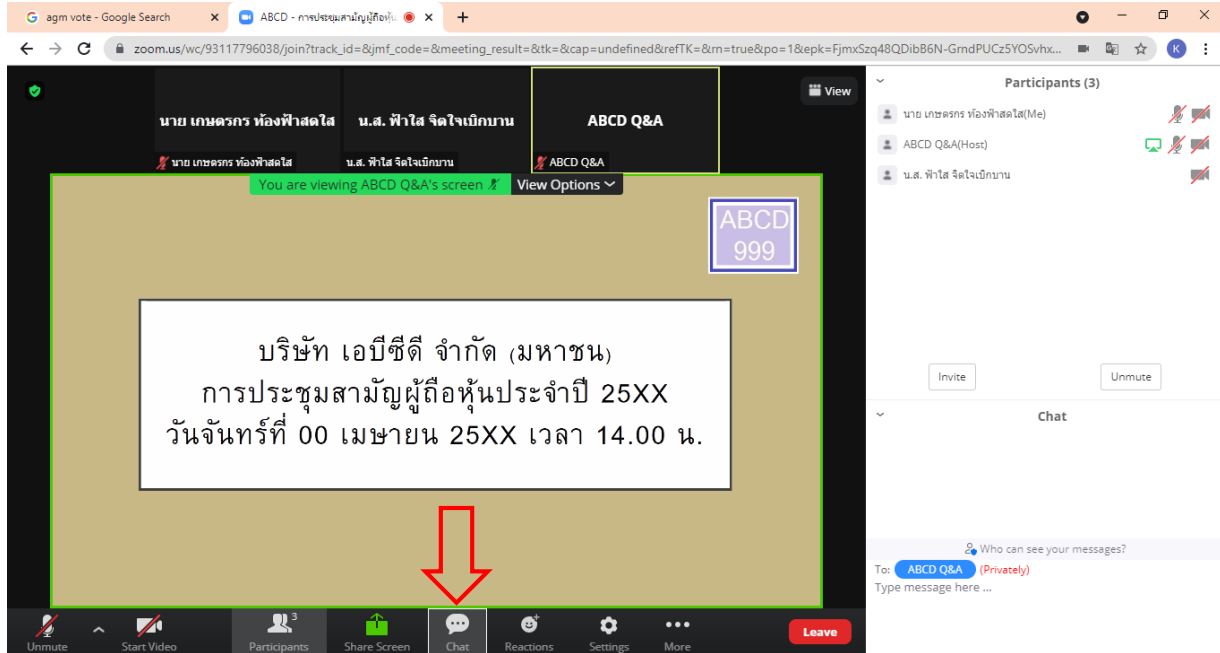 agm vote - Google Search
ABCD - การประชุมสามัญผู้ถือหุ้น
zoom.us/wc/93117796038/join?track_id=&jmf_code=&meeting_result=&tk=&cap=undefined&refTK=&rn=true&po=1&epk=FjmxSzq48QDibB6N-GrndPUCz5YOSvhx...
K
นาย เกษตรกร ท้องฟ้าสดใส
น.ส. ฟ้าใส จิตใจเบิกบาน
ABCD Q&A
View
นาย เกษตรกร ท้องฟ้าสดใส
น.ส. ฟ้าใส จิตใจเบิกบาน
ABCD Q&A
You are viewing ABCD Q&A's screen
View Options
ABCD
999
บริษัท เอบีซีดี จำกัด (มหาชน)
การประชุมสามัญผู้ถือหุ้นประจำปี 25XX
วันจันทร์ที่ 00 เมษายน 25XX เวลา 14.00 น.
Unmute
Start Video
3
Participants
Share Screen
Chat
Reactions
Settings
More
Leave
Participants (3)
นาย เกษตรกร ท้องฟ้าสดใส(Me)
ABCD Q&A(Host)
น.ส. ฟ้าใส จิตใจเบิกบาน
Invite
Unmute
Chat
Who can see your messages?
To: ABCD Q&A (Privately)
Type message here ...